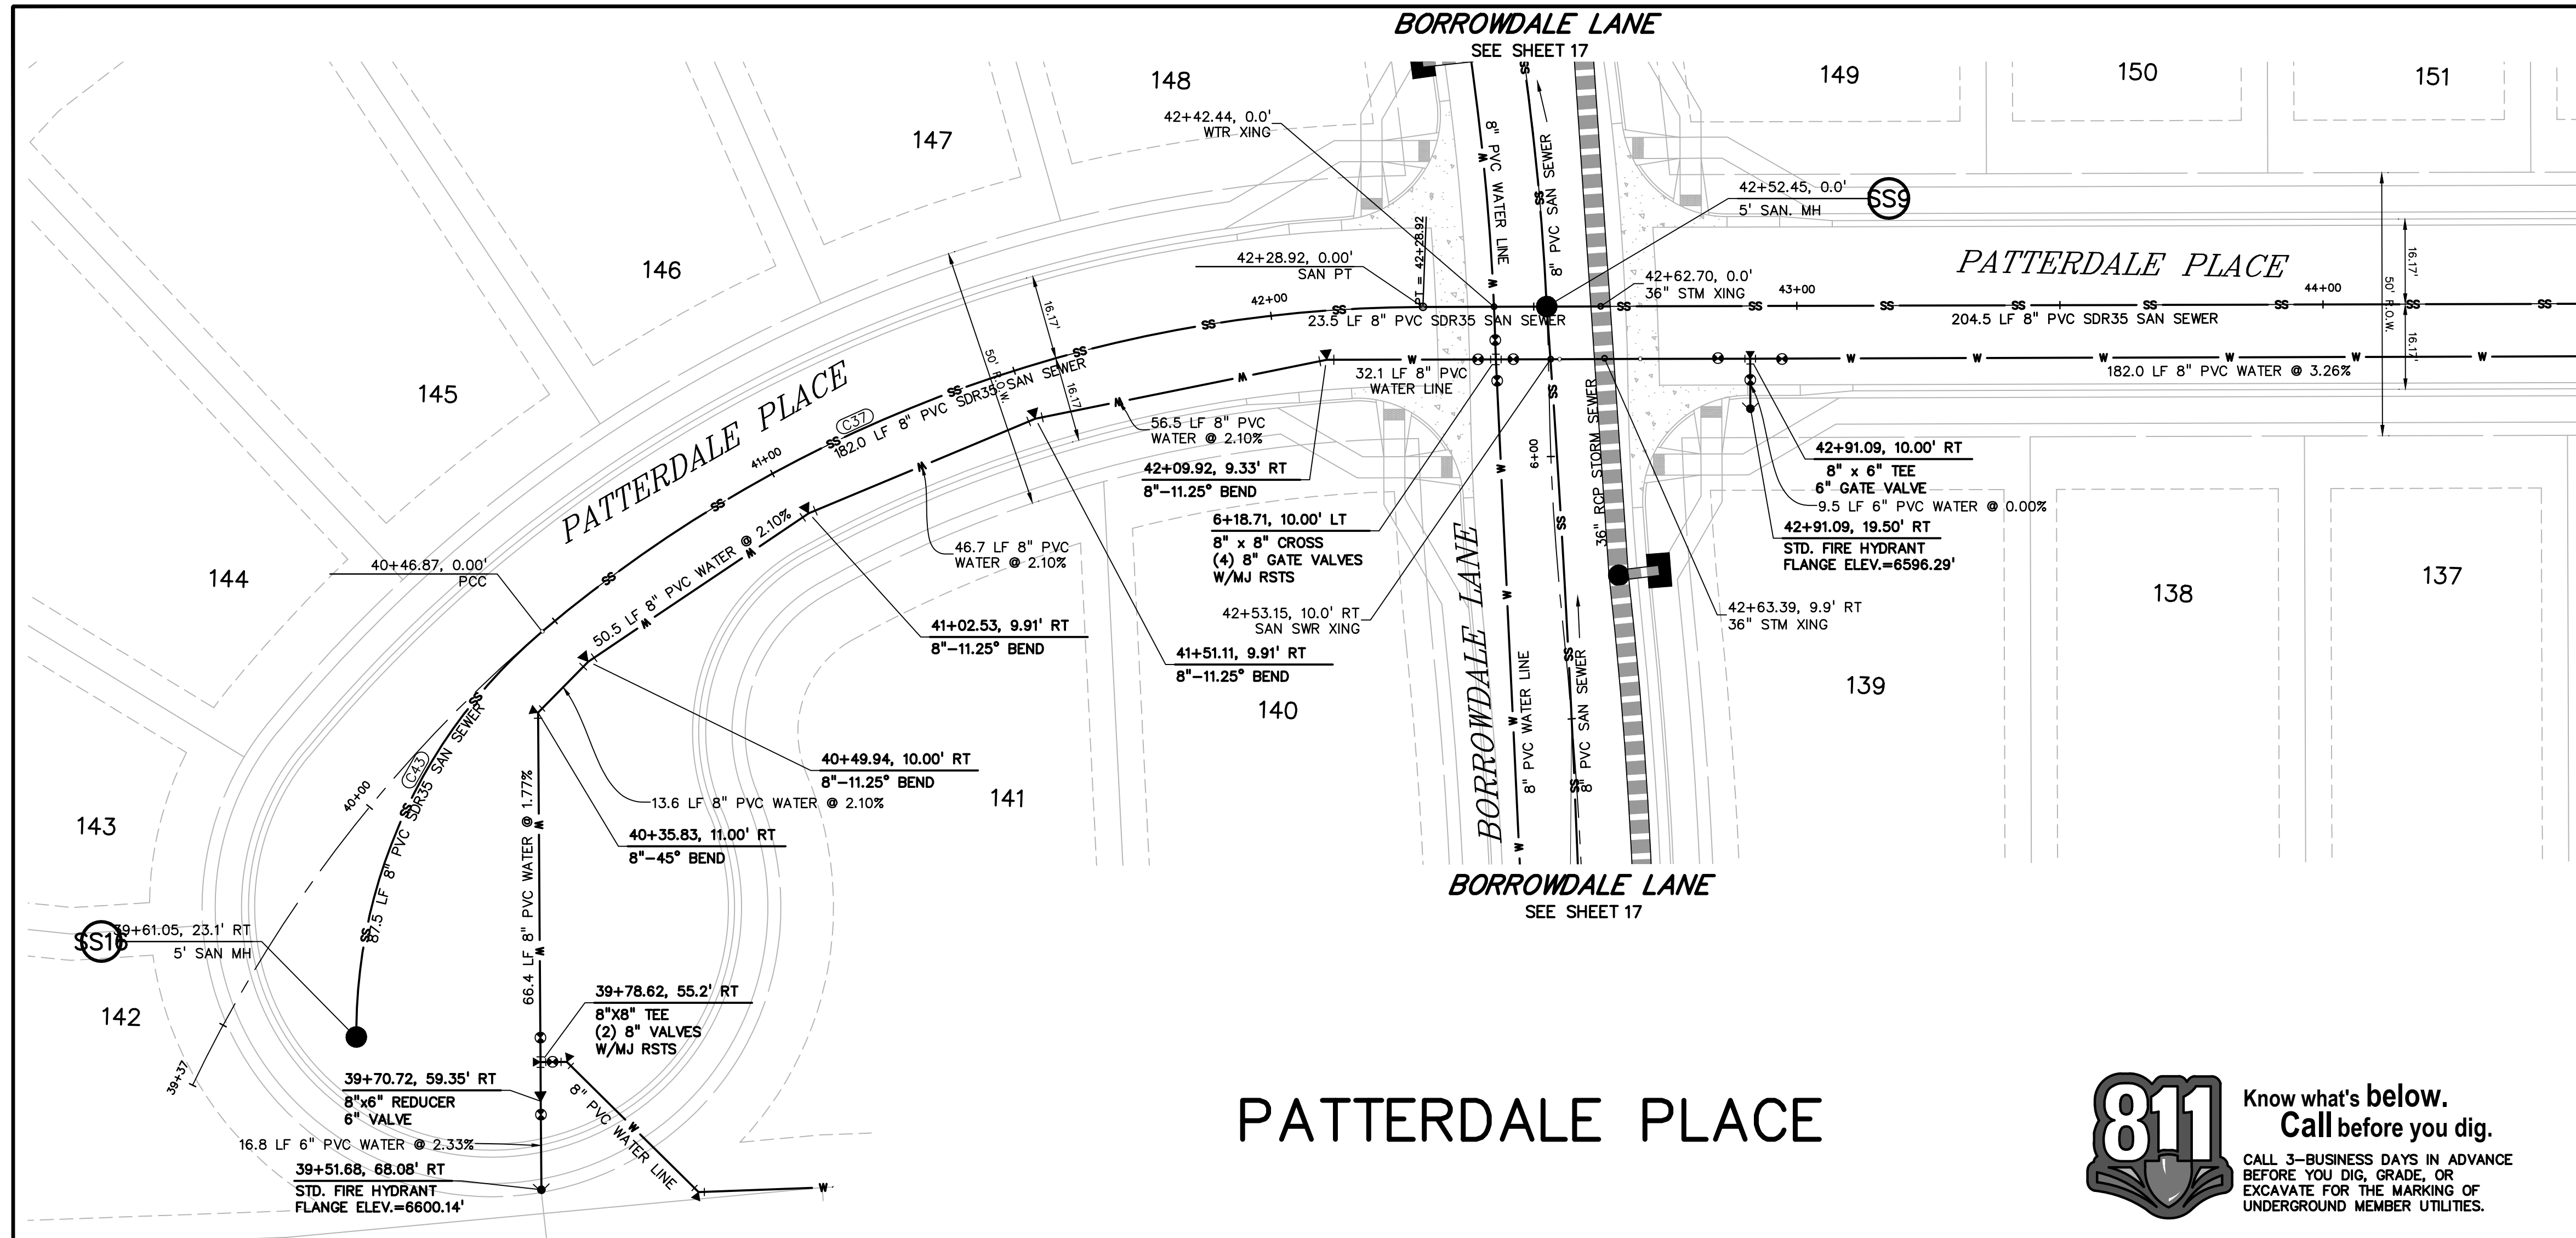 BORROWDALE LANE
SEE SHEET 17
148
149
150
151
147
42+42.44, 0.0'
WTR XING
8" PVC WATER LINE
8" PVC SAN SEWER
SS
42+52.45, 0.0'
5' SAN. MH
SS9
146
42+28.92, 0.00'
SAN PT
PT = 42+28.92
42+62.70, 0.0'
36" STM XING
PATTERDALE PLACE
16.17'
50' R.O.W.
16.17'
42+00
43+00
44+00
23.5 LF 8" PVC SDR35 SAN SEWER
204.5 LF 8" PVC SDR35 SAN SEWER
16.17'
50' R.O.W.
16.17'
32.1 LF 8" PVC
WATER LINE
182.0 LF 8" PVC WATER @ 3.26%
145
PATTERDALE PLACE
C37
41+00
182.0 LF 8" PVC SDR35 SAN SEWER
56.5 LF 8" PVC
WATER @ 2.10%
42+09.92, 9.33' RT
8"-11.25° BEND
6+00
36" RCP STORM SEWER
42+91.09, 10.00' RT
8" x 6" TEE
6" GATE VALVE
9.5 LF 6" PVC WATER @ 0.00%
42+91.09, 19.50' RT
STD. FIRE HYDRANT
FLANGE ELEV.=6596.29'
6+18.71, 10.00' LT
8" x 8" CROSS
(4) 8" GATE VALVES
W/MJ RSTS
46.7 LF 8" PVC
WATER @ 2.10%
144
40+46.87, 0.00'
PCC
50.5 LF 8" PVC WATER @ 2.10%
138
137
42+53.15, 10.0' RT
SAN SWR XING
42+63.39, 9.9' RT
36" STM XING
41+02.53, 9.91' RT
8"-11.25° BEND
41+51.11, 9.91' RT
8"-11.25° BEND
140
139
BORROWDALE LANE
8" PVC WATER LINE
8" PVC SAN SEWER
40+49.94, 10.00' RT
8"-11.25° BEND
13.6 LF 8" PVC WATER @ 2.10%
141
40+35.83, 11.00' RT
8"-45° BEND
C43
40+00
87.5 LF 8" PVC SDR35 SAN SEWER
66.4 LF 8" PVC WATER @ 1.77%
143
BORROWDALE LANE
SEE SHEET 17
SS16
39+61.05, 23.1' RT
5' SAN MH
142
39+78.62, 55.2' RT
8"X8" TEE
(2) 8" VALVES
W/MJ RSTS
39+37
39+70.72, 59.35' RT
8"x6" REDUCER
6" VALVE
8" PVC WATER LINE
16.8 LF 6" PVC WATER @ 2.33%
39+51.68, 68.08' RT
STD. FIRE HYDRANT
FLANGE ELEV.=6600.14'
W
PATTERDALE PLACE
811
Know what's below.
Call before you dig.
CALL 3-BUSINESS DAYS IN ADVANCE
BEFORE YOU DIG, GRADE, OR
EXCAVATE FOR THE MARKING OF
UNDERGROUND MEMBER UTILITIES.